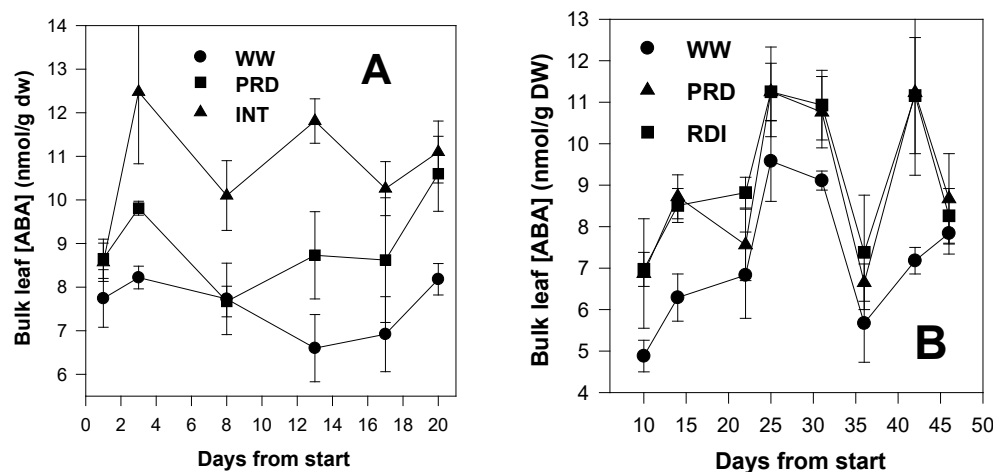 Bulk leaf [ABA] (nmol/g dw)
14
13
12
11
10
9
8
7
6
WW
PRD
INT
A
0 2 4 6 8 10 12 14 16 18 20
Days from start
Bulk leaf [ABA] (nmol/g DW)
13
12
11
10
9
8
7
6
5
4
WW
PRD
RDI
B
10 15 20 25 30 35 40 45 50
Days from start